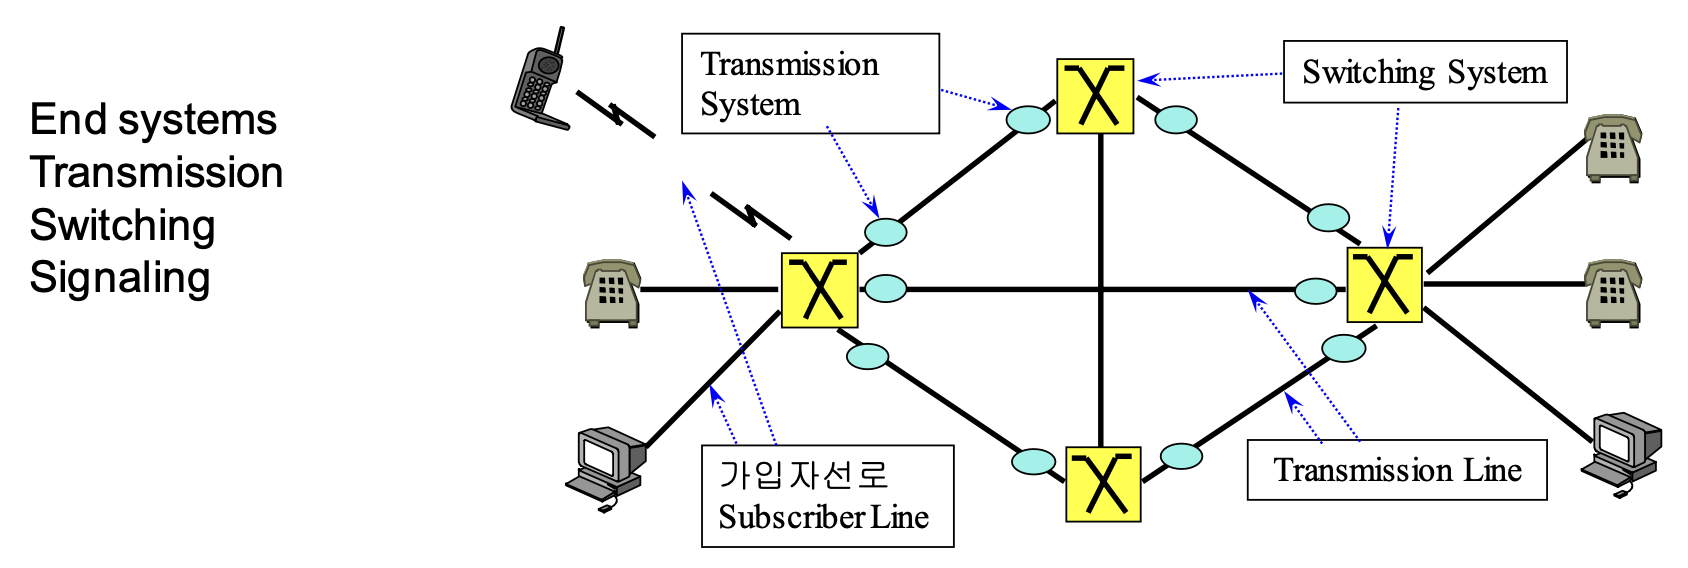 End systems
Transmission
Switching
Signaling
Transmission
System
Switching System
가입자선로
Subscriber Line
Transmission Line